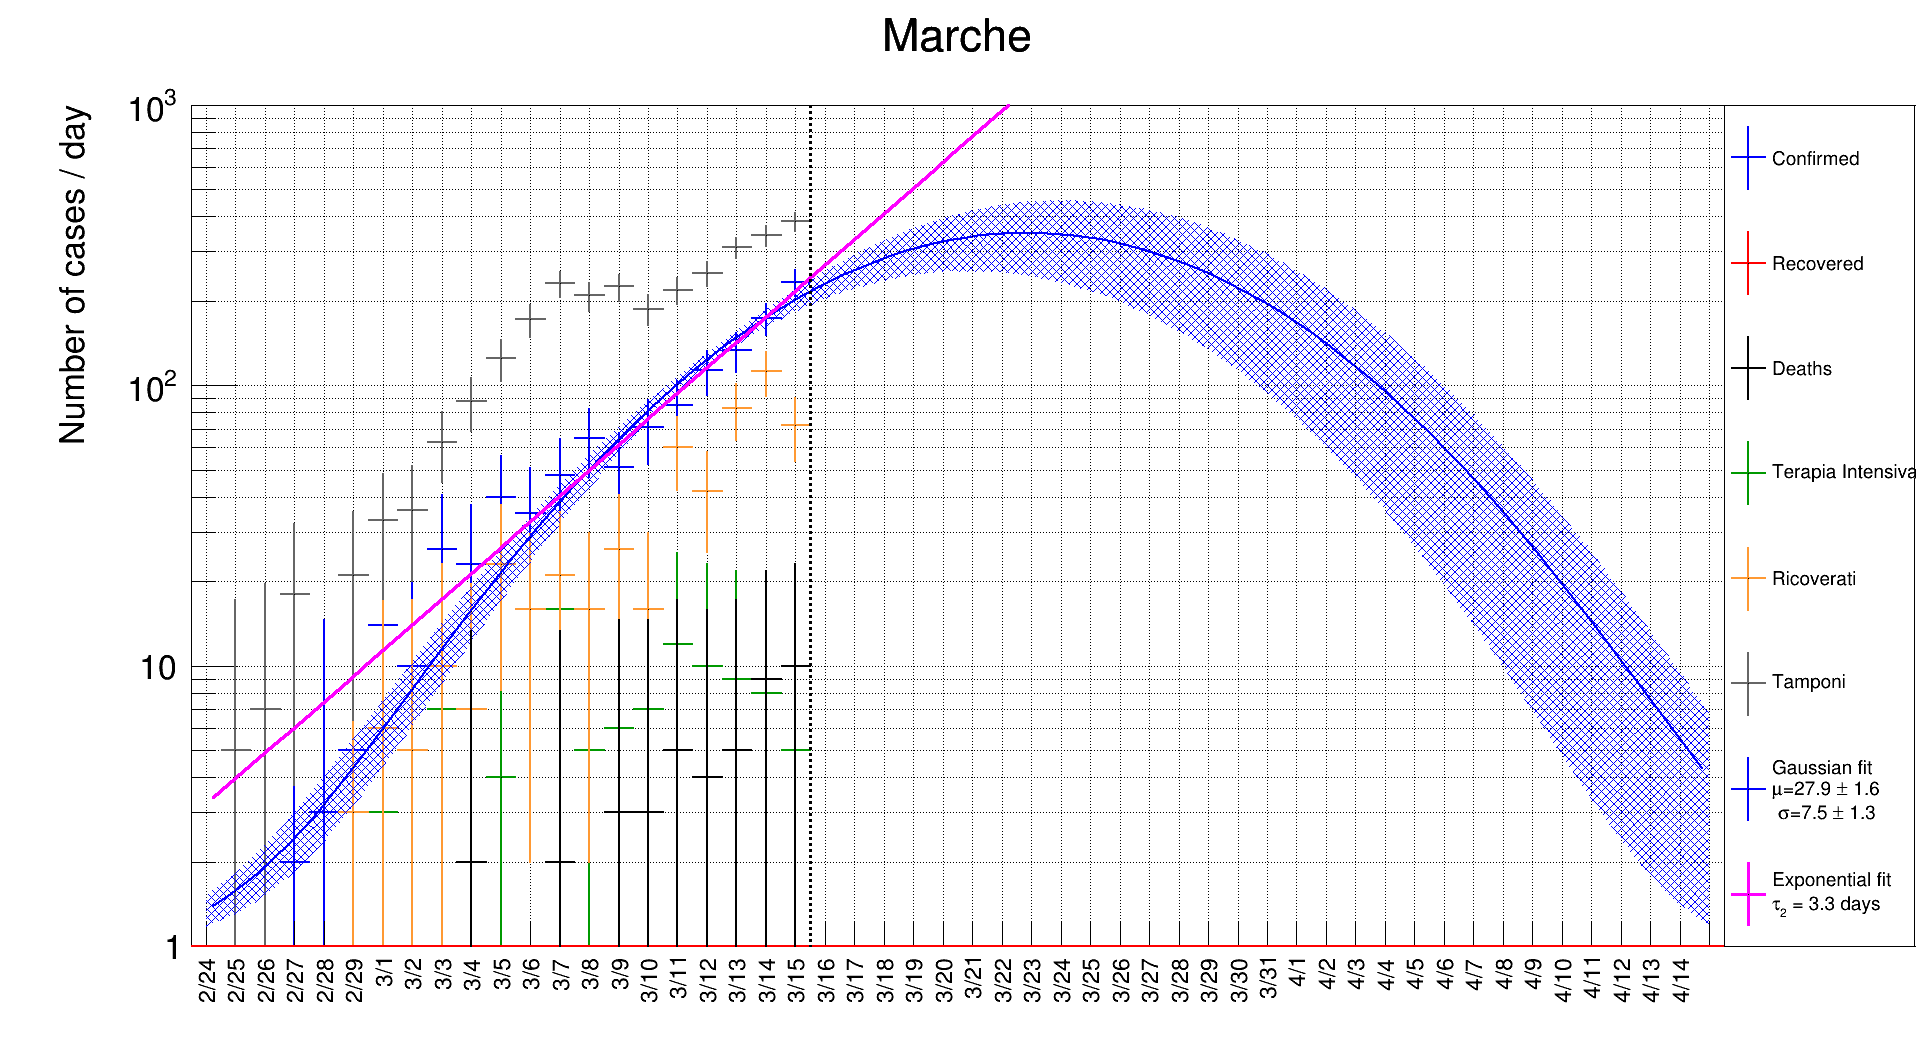 Marche
Number of cases / day
10³
10²
10
1
2/24 2/25 2/26 2/27 2/28 2/29 3/1 3/2 3/3 3/4 3/5 3/6 3/7 3/8 3/9 3/10 3/11 3/12 3/13 3/14 3/15 3/16 3/17 3/18 3/19 3/20 3/21 3/22 3/23 3/24 3/25 3/26 3/27 3/28 3/29 3/30 3/31 4/1 4/2 4/3 4/4 4/5 4/6 4/7 4/8 4/9 4/10 4/11 4/12 4/13 4/14
Confirmed
Recovered
Deaths
Terapia Intensiva
Ricoverati
Tamponi
Gaussian fit
μ=27.9 ± 1.6
σ=7.5 ± 1.3
Exponential fit
τ₂ = 3.3 days